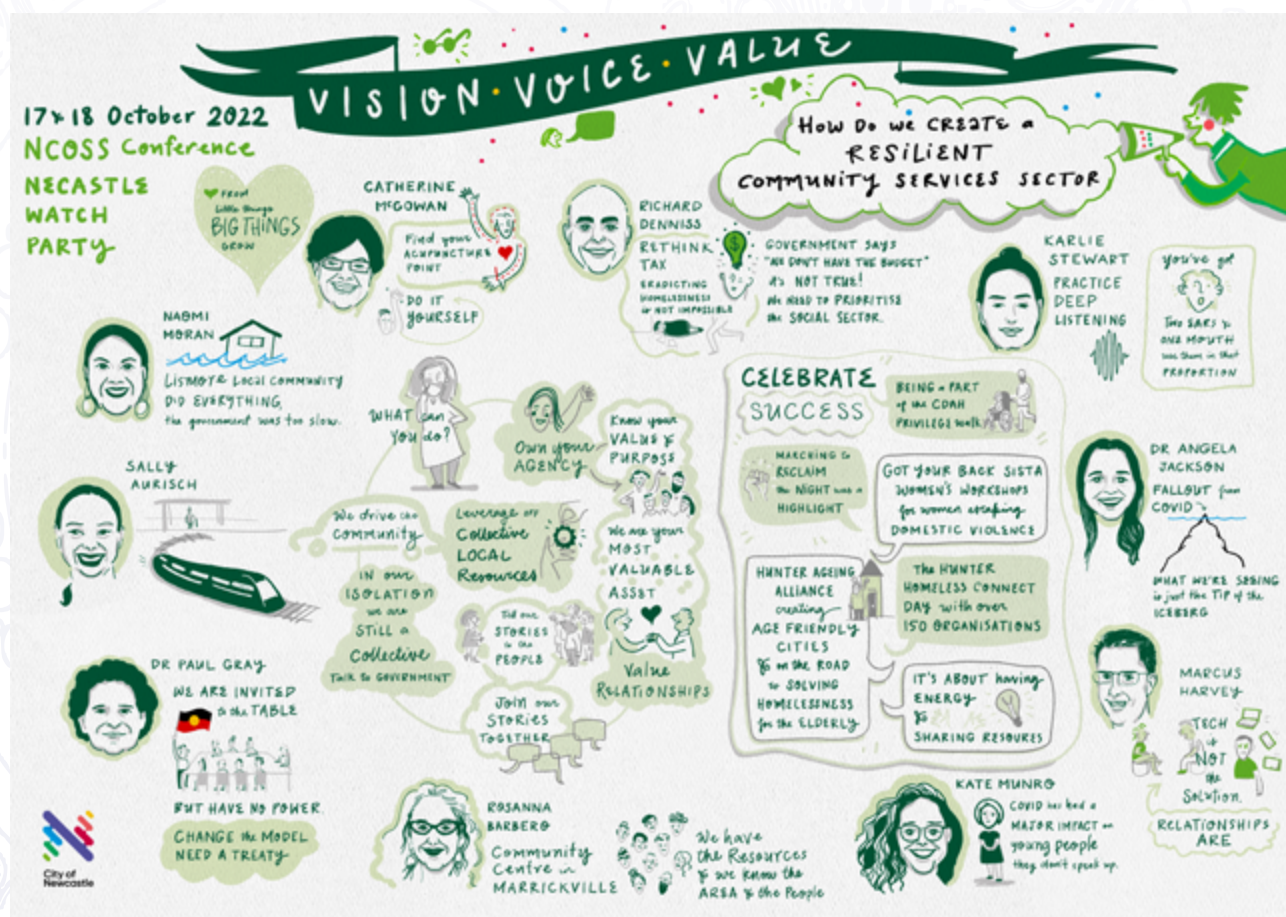 VISION · VOICE · VALUE
17 & 18 October 2022
NCOSS Conference
NECASTLE
WATCH
PARTY
HOW DO we CREATE a
RESILIENT
COMMUNITY SERVICES SECTOR
FROM
little things
BIG THINGS
GROW
CATHERINE
McGOWAN
Find your
ACUPUNCTURE
POINT
DO IT
YOURSELF
RICHARD
DENNISS
RETHINK
TAX
ERADICTING
HOMELESSNESS
is NOT IMPOSSIBLE
GOVERNMENT SAYS
"WE DON'T HAVE THE BUDGET"
it's NOT TRUE!
We NEED TO PRIORITISE
the SOCIAL SECTOR.
KARLIE
STEWART
PRACTICE
DEEP
LISTENING
you've got
TWO EARS &
ONE MOUTH
use them in that
PROPORTION
NAOMI
MORAN
LISMORE Local COMMUNITY
DID EVERYTHING,
the government was too slow.
WHAT can
you do?
Own your
AGENCY
Know your
VALUE &
PURPOSE
SALLY
AURISCH
We drive the
community
Leverage off
Collective
LOCAL
Resources
We are your
MOST
VALUABLE
ASSET
IN our
ISOLATION
we are
STILL a
Collective
Talk to GOVERNMENT
Tell our
STORIES
to the
PEOPLE
Value
RELATIONSHIPS
Join our
STORIES
TOGETHER
CELEBRATE
SUCCESS
BEING a PART
of the CDAH
PRIVILEGE walk
MARCHING to
RECLAIM
the NIGHT was a
HIGHLIGHT
GOT YOUR BACK SISTA
WOMEN'S WORKSHOPS
for women escaping
DOMESTIC VIOLENCE
HUNTER AGEING
ALLIANCE
creating
AGE FRIENDLY
CITIES
& on the ROAD
to SOLVING
HOMELESSNESS
for the ELDERLY
The HUNTER
HOMELESS CONNECT
DAY with over
150 ORGANISATIONS
IT'S ABOUT having
ENERGY
&
SHARING RESOURES
DR ANGELA
JACKSON
FALLOUT from
COVID
WHAT WE'RE SEEING
is just the TIP of the
ICEBERG
DR PAUL GRAY
WE ARE INVITED
to the TABLE
BUT HAVE NO POWER.
CHANGE the MODEL
NEED A TREATY
MARCUS
HARVEY
TECH
is
NOT
the
Solution.
RELATIONSHIPS
ARE
ROSANNA
BARBERO
Community
Centre in
MARRICKVILLE
We have
the Resources
& we know the
AREA & the People
KATE MUNRO
COVID has had a
MAJOR IMPACT on
young people
they don't speak up.
City of
Newcastle